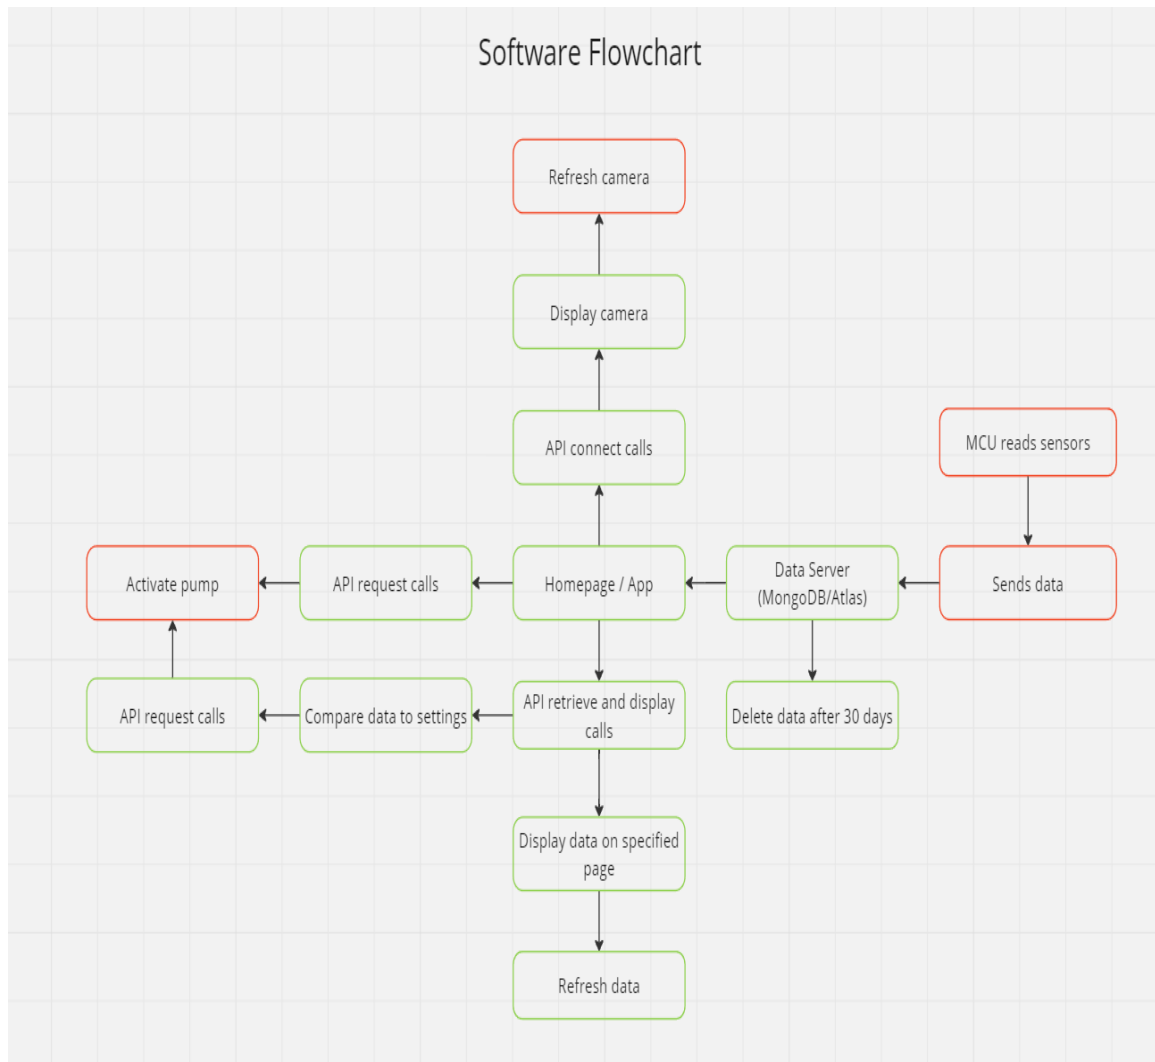 Software Flowchart
Refresh camera
Display camera
API connect calls
MCU reads sensors
Activate pump
API request calls
Homepage / App
Data Server
(MongoDB/Atlas)
Sends data
API request calls
Compare data to settings
API retrieve and display
calls
Delete data after 30 days
Display data on specified
page
Refresh data